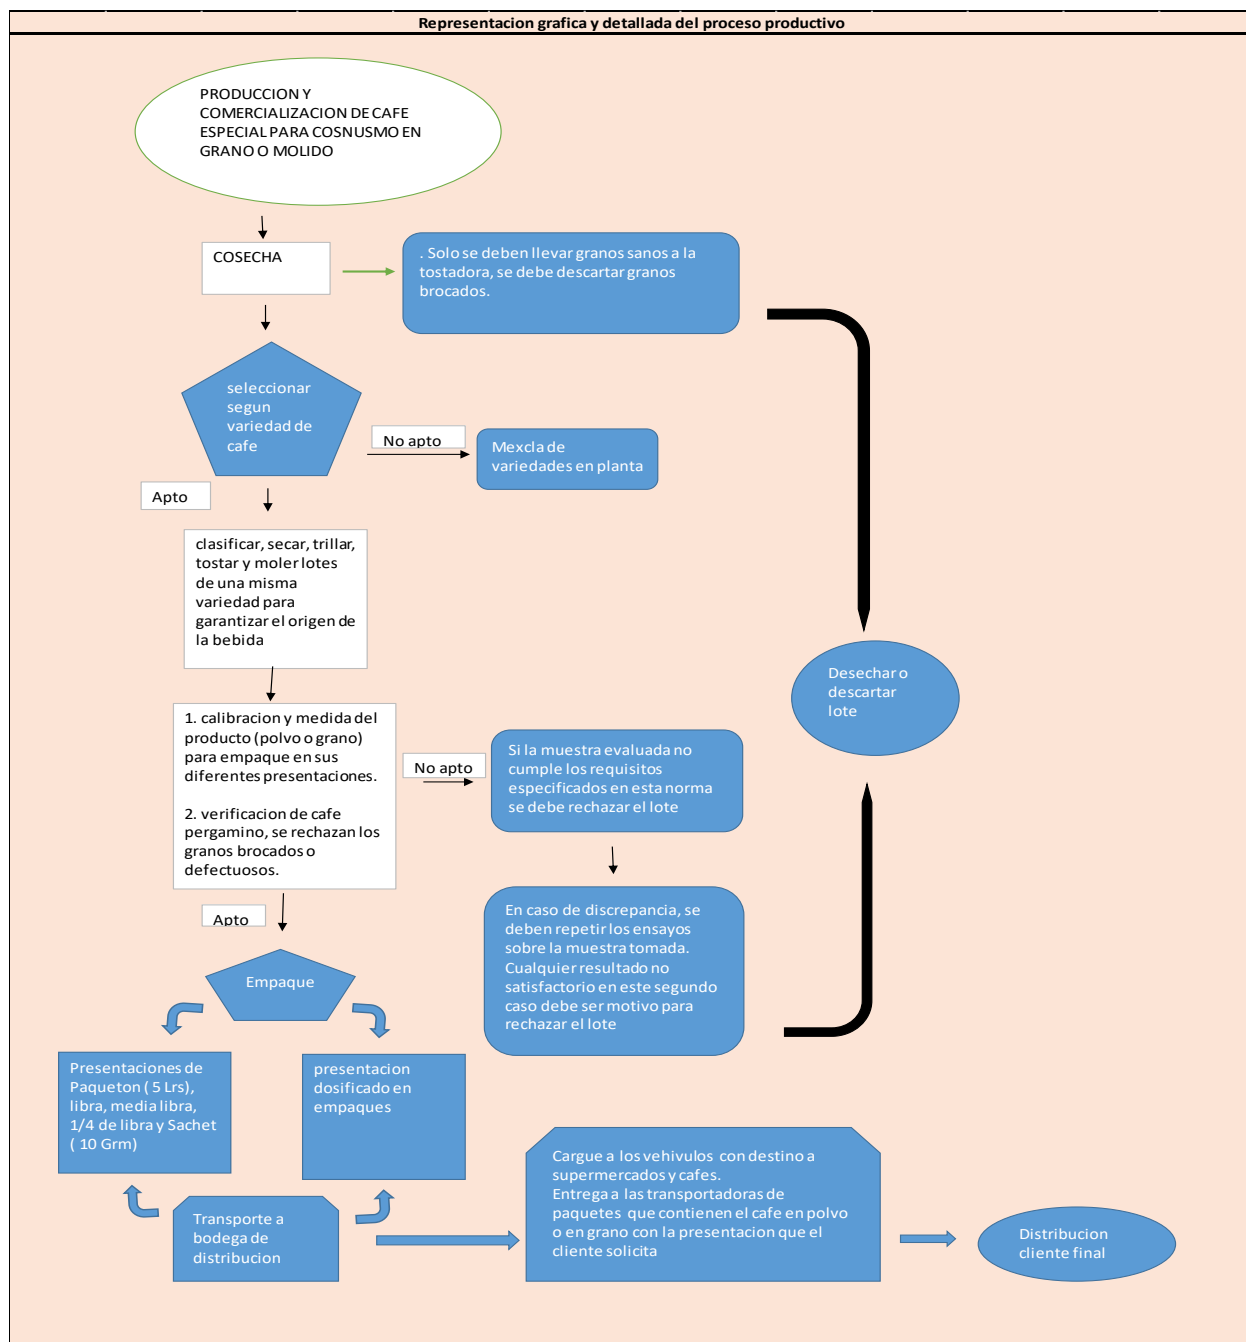 Representacion grafica y detallada del proceso productivo
PRODUCCION Y
COMERCIALIZACION DE CAFE
ESPECIAL PARA COSNUSMO EN
GRANO O MOLIDO
COSECHA
. Solo se deben llevar granos sanos a la
tostadora, se debe descartar granos
brocados.
seleccionar
segun
variedad de
cafe
No apto
Mexcla de
variedades en planta
Apto
clasificar, secar, trillar,
tostar y moler lotes
de una misma
variedad para
garantizar el origen de
la bebida
Desechar o
descartar
lote
1. calibracion y medida del
producto (polvo o grano)
para empaque en sus
diferentes presentaciones.
2. verificacion de cafe
pergamino, se rechazan los
granos brocados o
defectuosos.
No apto
Si la muestra evaluada no
cumple los requisitos
especificados en esta norma
se debe rechazar el lote
Apto
En caso de discrepancia, se
deben repetir los ensayos
sobre la muestra tomada.
Cualquier resultado no
satisfactorio en este segundo
caso debe ser motivo para
rechazar el lote
Empaque
Presentaciones de
Paqueton ( 5 Lrs),
libra, media libra,
1/4 de libra y Sachet
( 10 Grm)
presentacion
dosificado en
empaques
Transporte a
bodega de
distribucion
Cargue a los vehivulos con destino a
supermercados y cafes.
Entrega a las transportadoras de
paquetes que contienen el cafe en polvo
o en grano con la presentacion que el
cliente solicita
Distribucion
cliente final